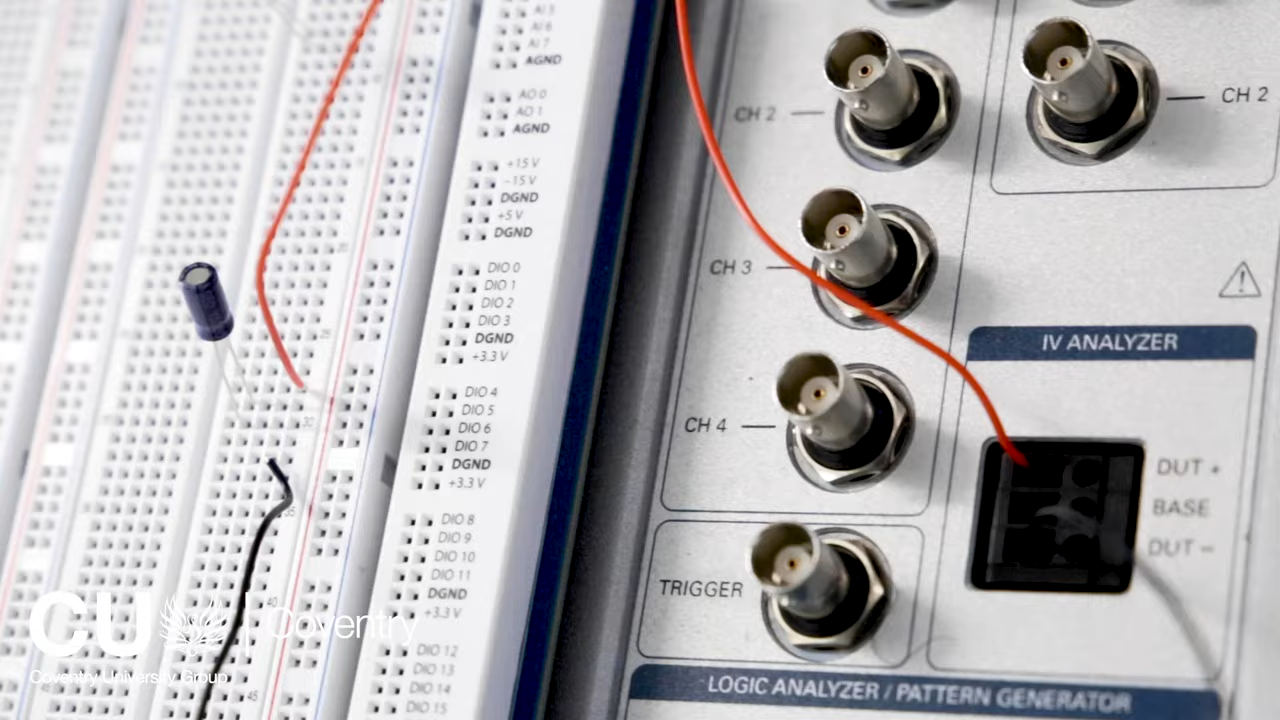 AI 6
AI 7
AGND
AO 0
AO 1
AGND
+15 V
-15 V
DGND
+5 V
DGND
DIO 0
DIO 1
DIO 2
DIO 3
DGND
+3.3 V
DIO 4
DIO 5
DIO 6
DIO 7
DGND
+3.3 V
DIO 8
DIO 9
DIO 10
DIO 11
DGND
+3.3 V
DIO 12
DIO 13
DIO 14
DIO 15
CH 2
CH 2
CH 3
CH 4
TRIGGER
IV ANALYZER
DUT +
BASE
DUT −
LOGIC ANALYZER / PATTERN GENERATOR
30
35
40
45
CU Coventry
Coventry University Group